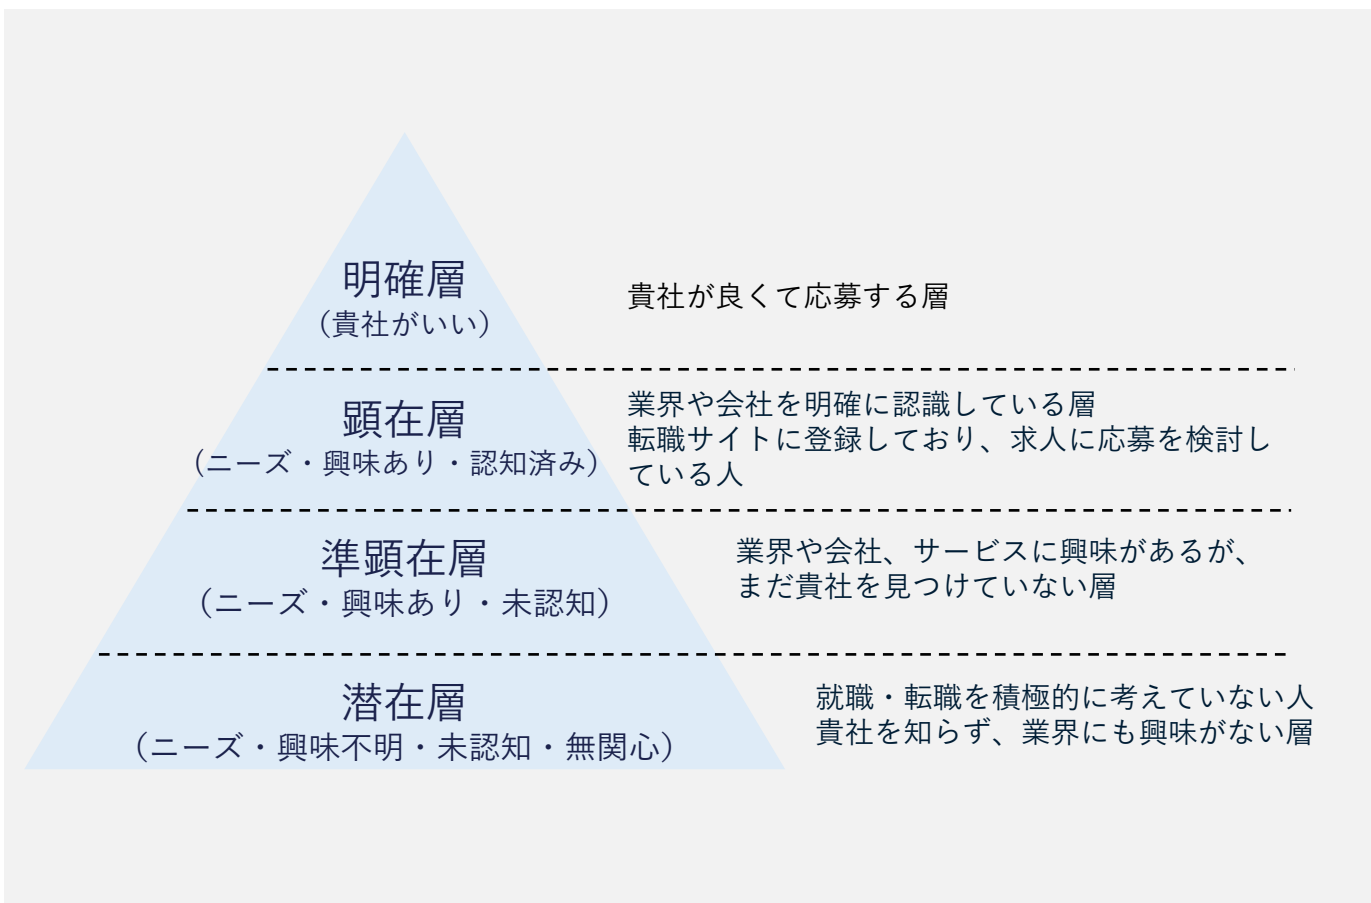 明確層
（貴社がいい）
貴社が良くて応募する層
顕在層
（ニーズ・興味あり・認知済み）
業界や会社を明確に認識している層
転職サイトに登録しており、求人に応募を検討し
ている人
準顕在層
（ニーズ・興味あり・未認知）
業界や会社、サービスに興味があるが、
まだ貴社を見つけていない層
潜在層
（ニーズ・興味不明・未認知・無関心）
就職・転職を積極的に考えていない人
貴社を知らず、業界にも興味がない層